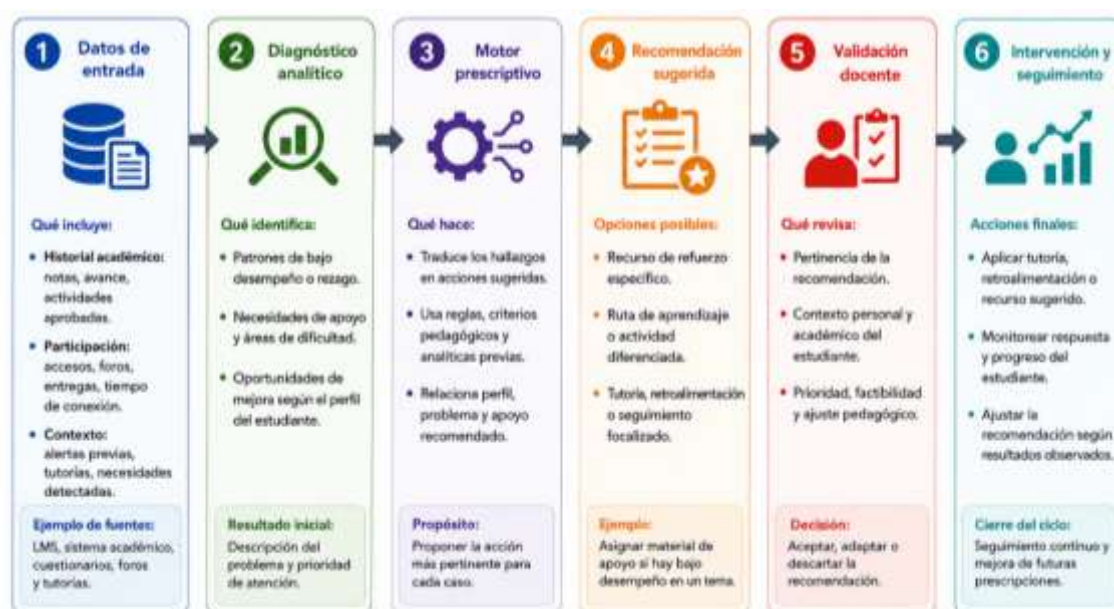 1 Datos de
entrada
Qué incluye:
• Historial académico:
notas, avance,
actividades
aprobadas.
• Participación:
accesos, foros,
entregas, tiempo
de conexión.
• Contexto:
alertas previas,
tutorías, necesidades
detectadas.
Ejemplo de fuentes:
LMS, sistema académico,
cuestionarios, foros
y tutorías.
2 Diagnóstico
analítico
Qué identifica:
• Patrones de bajo
desempeño o rezago.
• Necesidades de apoyo
y áreas de dificultad.
• Oportunidades de
mejora según el perfil
del estudiante.
Resultado inicial:
Descripción del
problema y prioridad
de atención.
3 Motor
prescriptivo
Qué hace:
• Traduce los hallazgos
en acciones sugeridas.
• Usa reglas, criterios
pedagógicos y
analíticas previas.
• Relaciona perfil,
problema y apoyo
recomendado.
Propósito:
Proponer la acción
más pertinente para
cada caso.
4 Recomendación
sugerida
Opciones posibles:
• Recurso de refuerzo
específico.
• Ruta de aprendizaje
o actividad
diferenciada.
• Tutoría, retroalimentación
o seguimiento
focalizado.
Ejemplo:
Asignar material de
apoyo si hay bajo
desempeño en un tema.
5 Validación
docente
Qué revisa:
• Pertinencia de la
recomendación.
• Contexto personal y
académico del
estudiante.
• Prioridad, factibilidad
y ajuste pedagógico.
Decisión:
Aceptar, adaptar o
descartar la
recomendación.
6 Intervención y
seguimiento
Acciones finales:
• Aplicar tutoría,
retroalimentación o
recurso sugerido.
• Monitorear respuesta
y progreso del
estudiante.
• Ajustar la
recomendación según
resultados observados.
Cierre del ciclo:
Seguimiento continuo y
mejora de futuras
prescripciones.